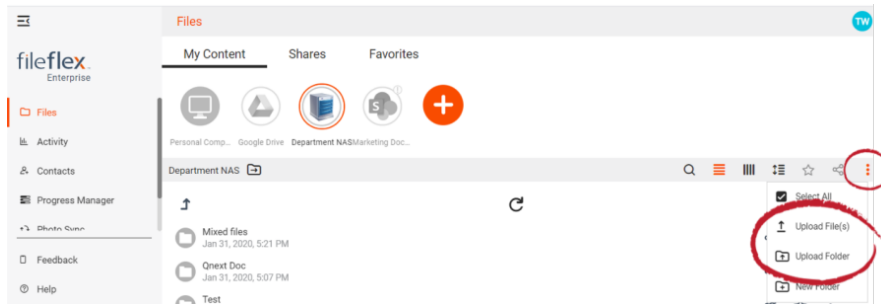 Files
TW
fileflex
Enterprise
My Content
Shares
Favorites
Files
Activity
Contacts
Progress Manager
Photo Sync
Feedback
Help
Personal Comp...
Google Drive
Department NAS
Marketing Doc...
S
Department NAS
Select All
Upload File(s)
Upload Folder
New Folder
Mixed files
Jan 31, 2020, 5:21 PM
Qnext Doc
Jan 31, 2020, 5:07 PM
Test